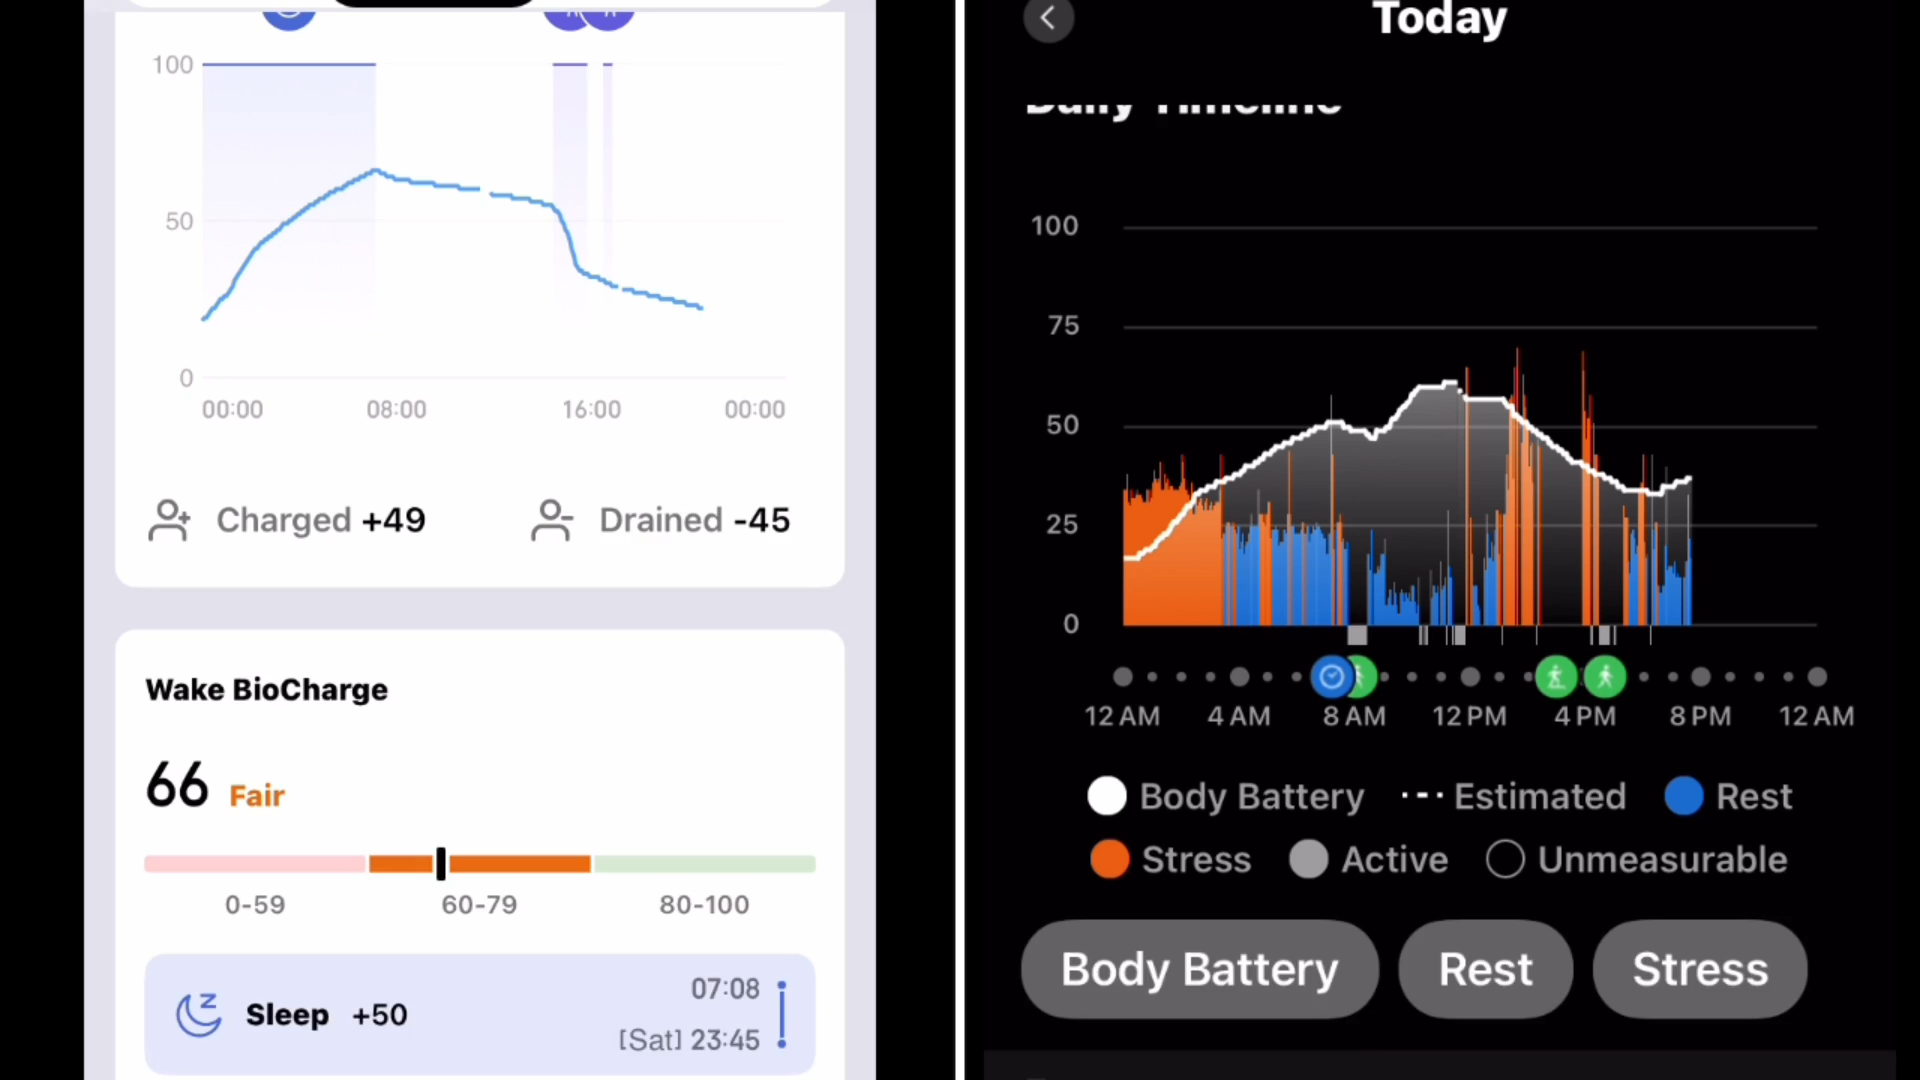 100
50
0
00:00 08:00 16:00 00:00
Charged +49 Drained -45
Wake BioCharge
66 Fair
0-59 60-79 80-100
Sleep +50
07:08
[Sat] 23:45
Today
Daily Timeline
100
75
50
25
0
12 AM 4 AM 8 AM 12 PM 4 PM 8 PM 12 AM
Body Battery Estimated Rest
Stress Active Unmeasurable
Body Battery Rest Stress